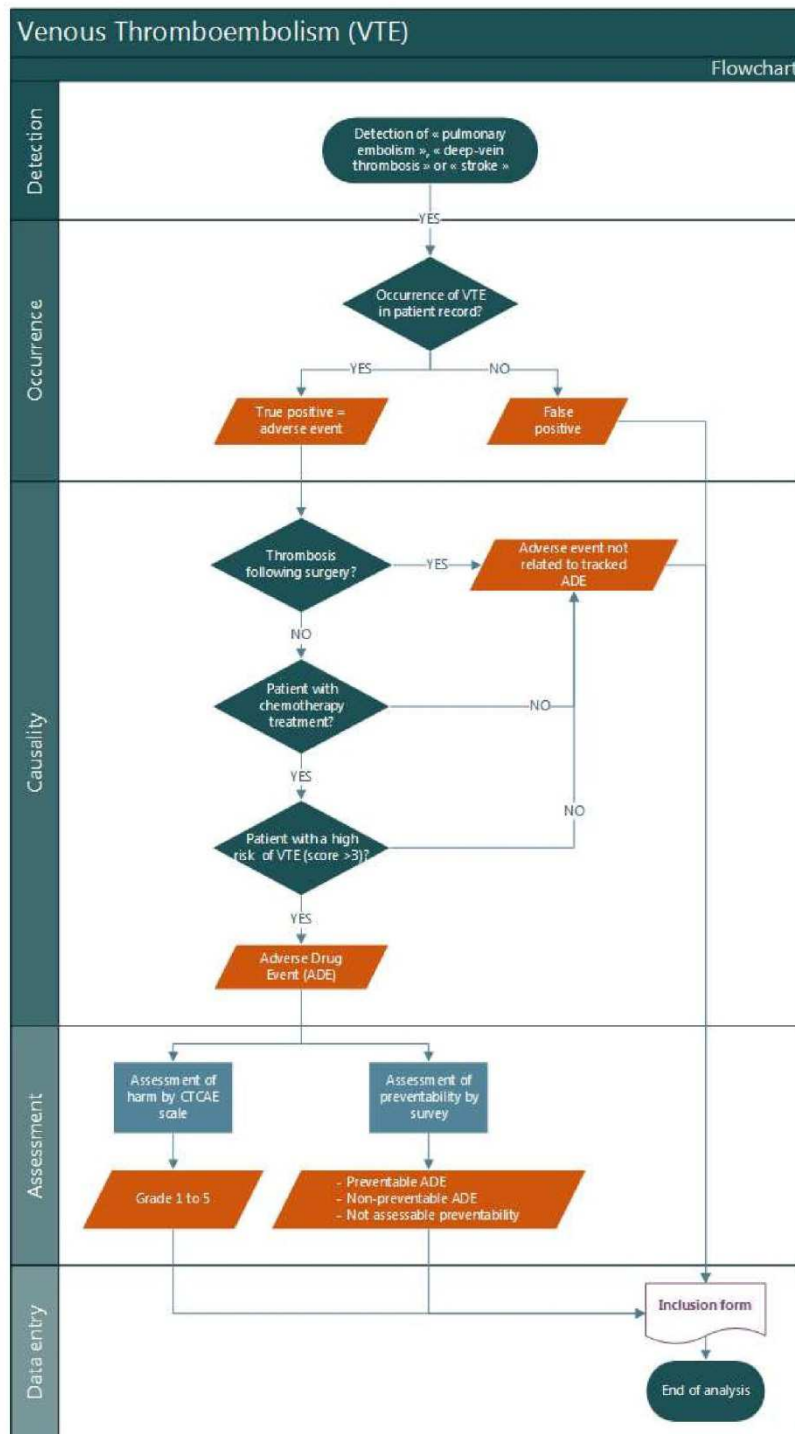 Venous Thromboembolism (VTE)
Flowchart
Detection
Detection of « pulmonary
embolism », « deep-vein
thrombosis » or « stroke »
YES
Occurrence
Occurrence of VTE
in patient record?
YES
NO
True positive =
adverse event
False
positive
Causality
Thrombosis
following surgery?
YES
Adverse event not
related to tracked
ADE
NO
Patient with
chemotherapy
treatment?
NO
YES
Patient with a high
risk of VTE (score >3)?
NO
YES
Adverse Drug
Event (ADE)
Assessment
Assessment of
harm by CTCAE
scale
Assessment of
preventability by
survey
Grade 1 to 5
- Preventable ADE
- Non-preventable ADE
- Not assessable preventability
Data entry
Inclusion form
End of analysis